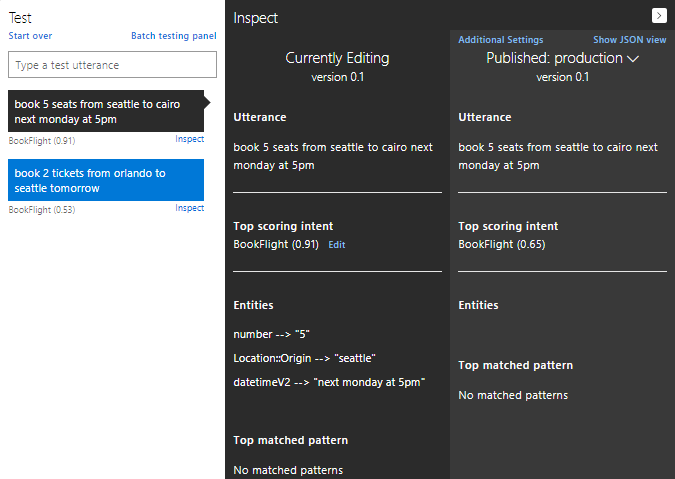 Test
Start over
Batch testing panel
Type a test utterance
book 5 seats from seattle to cairo
next monday at 5pm
BookFlight (0.91)
Inspect
book 2 tickets from orlando to
seattle tomorrow
BookFlight (0.53)
Inspect
Inspect
Currently Editing
version 0.1
Utterance
book 5 seats from seattle to cairo next
monday at 5pm
Top scoring intent
BookFlight (0.91) Edit
Entities
number --> "5"
Location::Origin --> "seattle"
datetimeV2 --> "next monday at 5pm"
Top matched pattern
No matched patterns
Additional Settings
Show JSON view
Published: production
version 0.1
Utterance
book 5 seats from seattle to cairo next
monday at 5pm
Top scoring intent
BookFlight (0.65)
Entities
Top matched pattern
No matched patterns